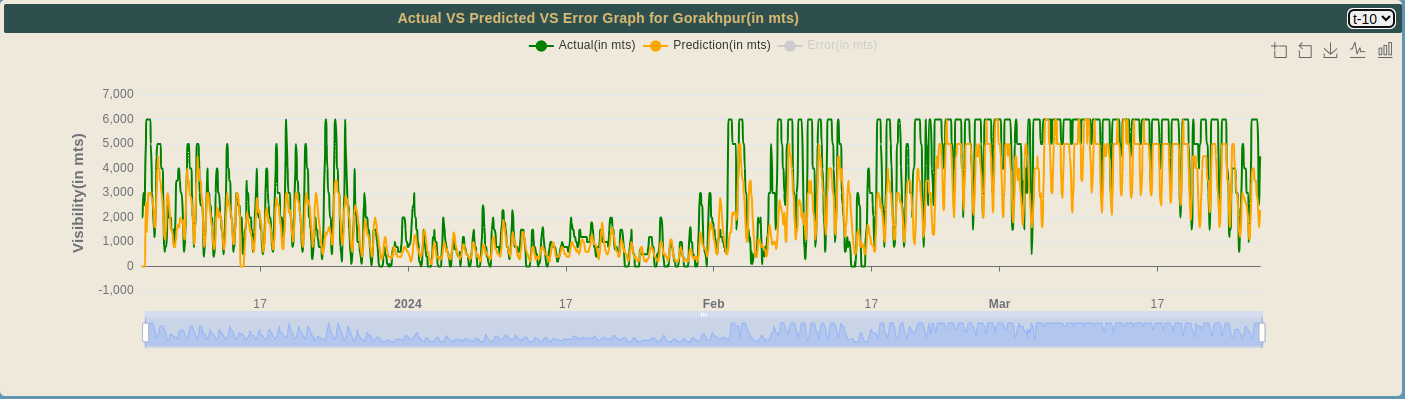 Actual VS Predicted VS Error Graph for Gorakhpur(in mts)
t-10
Actual(in mts) Prediction(in mts) Error(in mts)
Visibility(in mts)
7,000
6,000
5,000
4,000
3,000
2,000
1,000
0
-1,000
17 2024 17 Feb 17 Mar 17